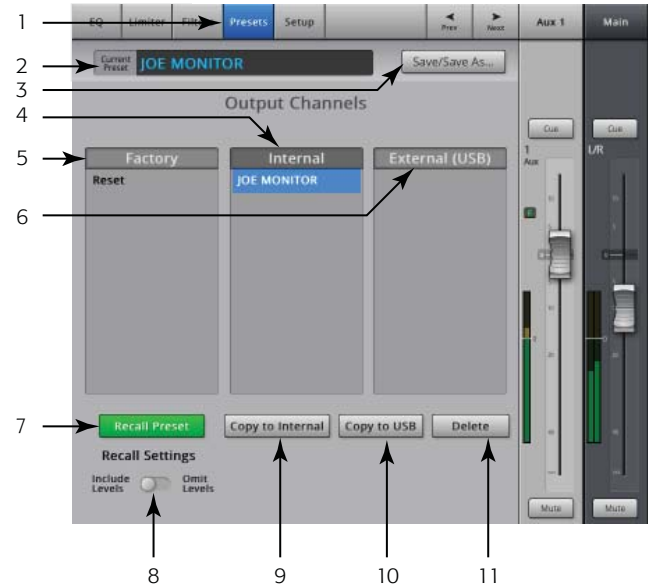 1
EQ Limiter Filter Presets Setup Prev Next Aux 1 Main
2
Current Preset JOE MONITOR Save/Save As...
3
Output Channels
4
Cue Cue
5
Factory Internal External (USB)
1 Aux L/R
Reset JOE MONITOR
6
7
Recall Preset Copy to Internal Copy to USB Delete
Recall Settings
Include Levels Omit Levels
Mute Mute
8 9 10 11